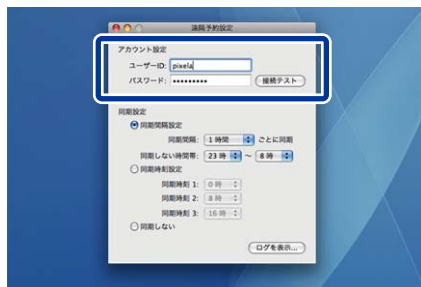 遠隔予約設定
アカウント設定
ユーザーID: pixela
パスワード: •••••••••
接続テスト
同期設定
同期間隔設定
同期間隔: 1 時間 ごとに同期
同期しない時間帯: 23 時 ~ 8 時
同期時刻設定
同期時刻 1: 0 時
同期時刻 2: 8 時
同期時刻 3: 16 時
同期しない
ログを表示...